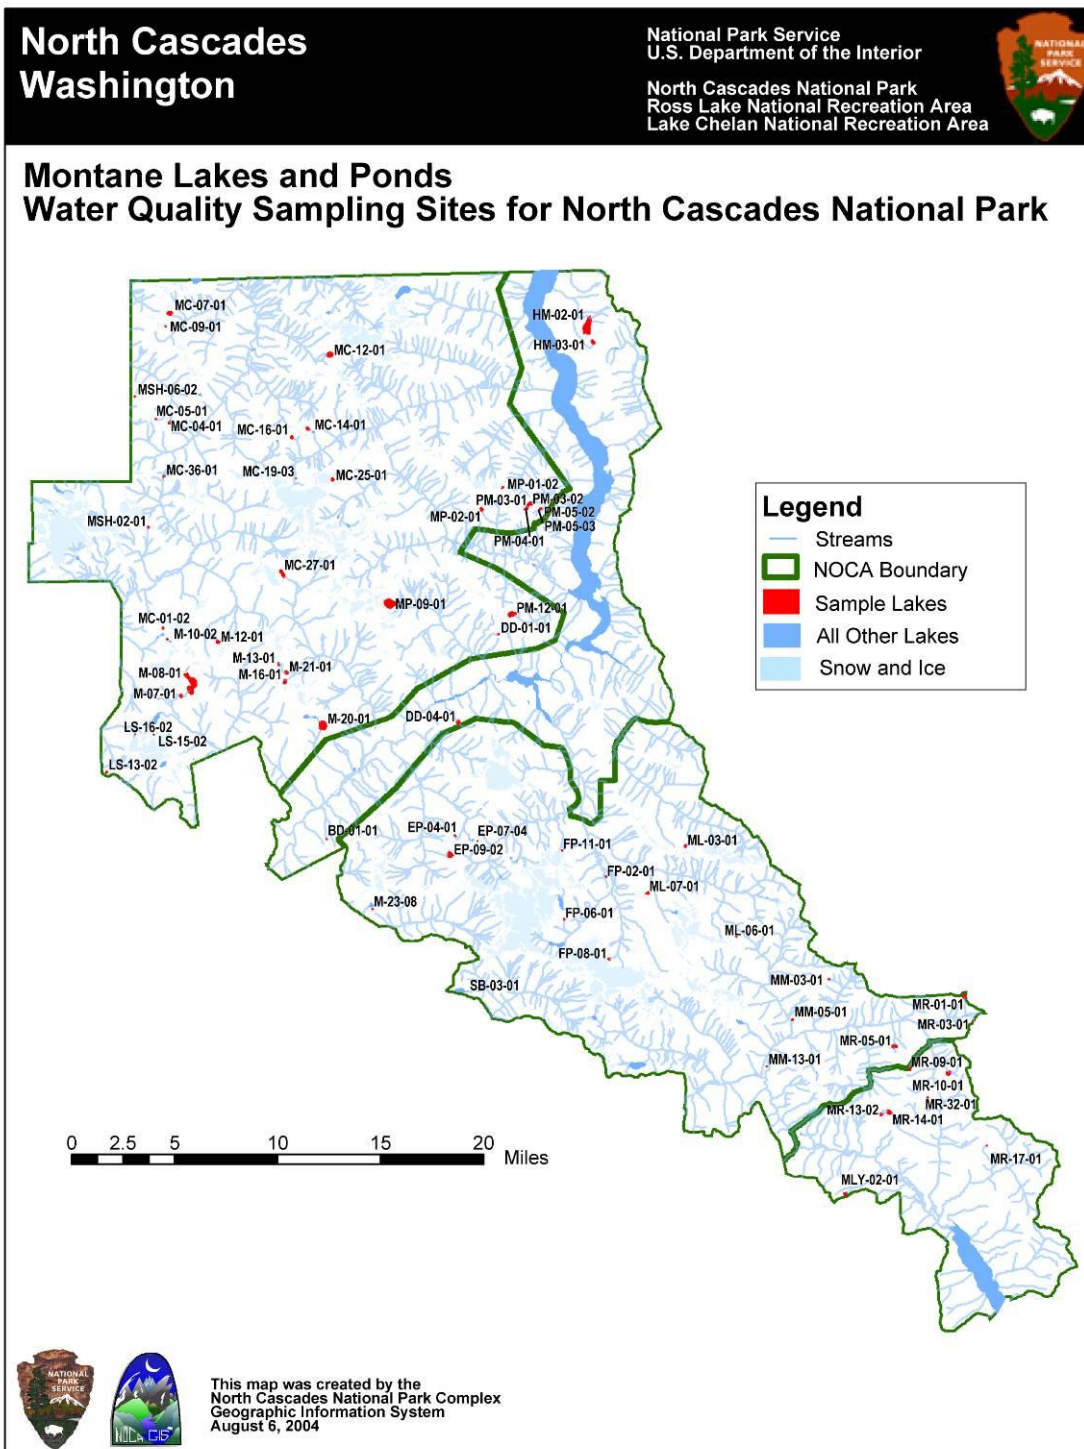 North Cascades
Washington
National Park Service
U.S. Department of the Interior
North Cascades National Park
Ross Lake National Recreation Area
Lake Chelan National Recreation Area
NATIONAL
PARK
SERVICE
Montane Lakes and Ponds
Water Quality Sampling Sites for North Cascades National Park
MC-07-01
MC-09-01
HM-02-01
HM-03-01
MC-12-01
MSH-06-02
MC-05-01
MC-04-01
MC-16-01
MC-14-01
MC-36-01
MC-19-03
MC-25-01
MP-01-02
PM-03-01
PM-03-02
MP-02-01
PM-05-02
PM-05-03
PM-04-01
MSH-02-01
MC-27-01
MP-09-01
PM-12-01
DD-01-01
MC-01-02
M-10-02
M-12-01
M-13-01
M-21-01
M-16-01
M-08-01
M-07-01
M-20-01
DD-04-01
LS-16-02
LS-15-02
LS-13-02
Legend
Streams
NOCA Boundary
Sample Lakes
All Other Lakes
Snow and Ice
BD-01-01
EP-04-01
EP-07-04
EP-09-02
FP-11-01
ML-03-01
FP-02-01
ML-07-01
M-23-08
FP-06-01
ML-06-01
FP-08-01
SB-03-01
MM-03-01
MR-01-01
MM-05-01
MR-03-01
MR-05-01
MM-13-01
MR-09-01
MR-10-01
MR-32-01
MR-13-02
MR-14-01
MR-17-01
MLY-02-01
0 2.5 5 10 15 20
Miles
NATIONAL
PARK
SERVICE
NOCA GIS
This map was created by the
North Cascades National Park Complex
Geographic Information System
August 6, 2004